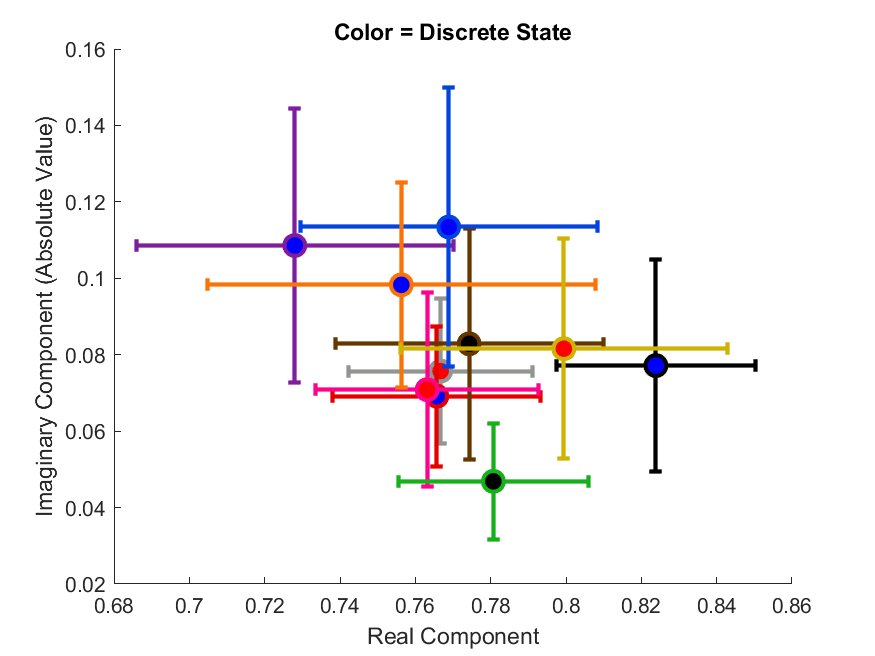 Color = Discrete State
Imaginary Component (Absolute Value)
0.16
0.14
0.12
0.1
0.08
0.06
0.04
0.02
0.68 0.7 0.72 0.74 0.76 0.78 0.8 0.82 0.84 0.86
Real Component